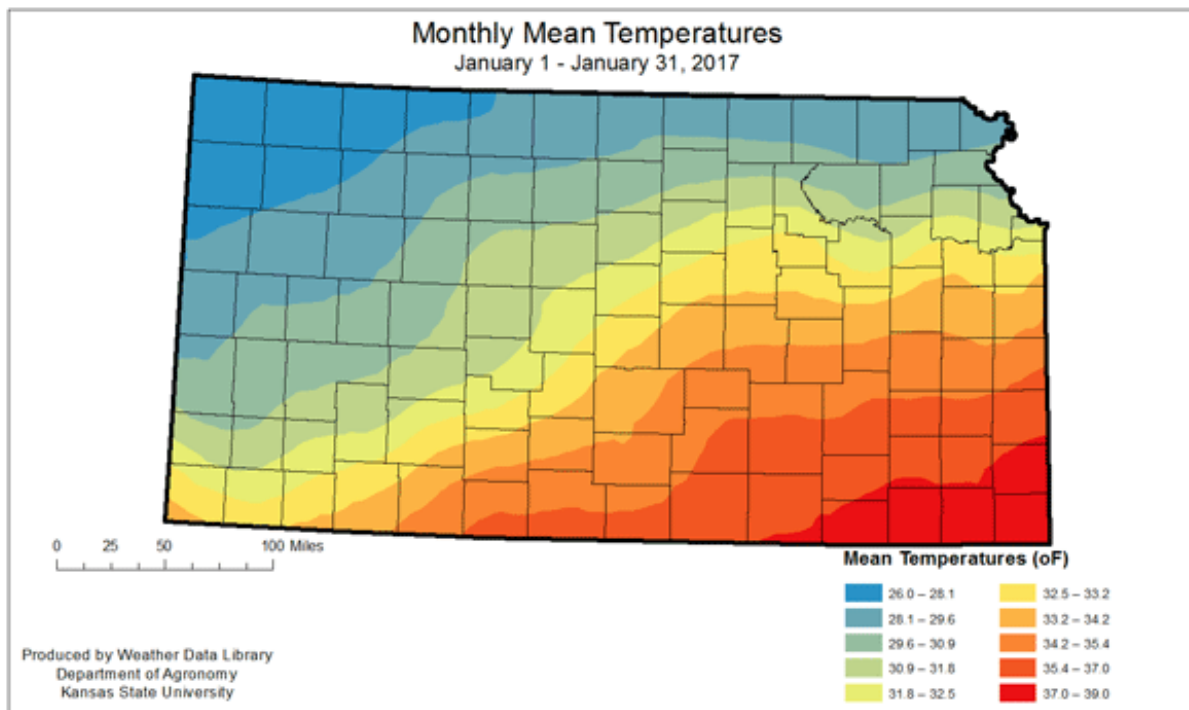 Monthly Mean Temperatures
January 1 - January 31, 2017
0 25 50 100 Miles
Mean Temperatures (oF)
26.0 – 28.1
28.1 – 29.6
29.6 – 30.9
30.9 – 31.8
31.8 – 32.5
32.5 – 33.2
33.2 – 34.2
34.2 – 35.4
35.4 – 37.0
37.0 – 39.0
Produced by Weather Data Library
Department of Agronomy
Kansas State University